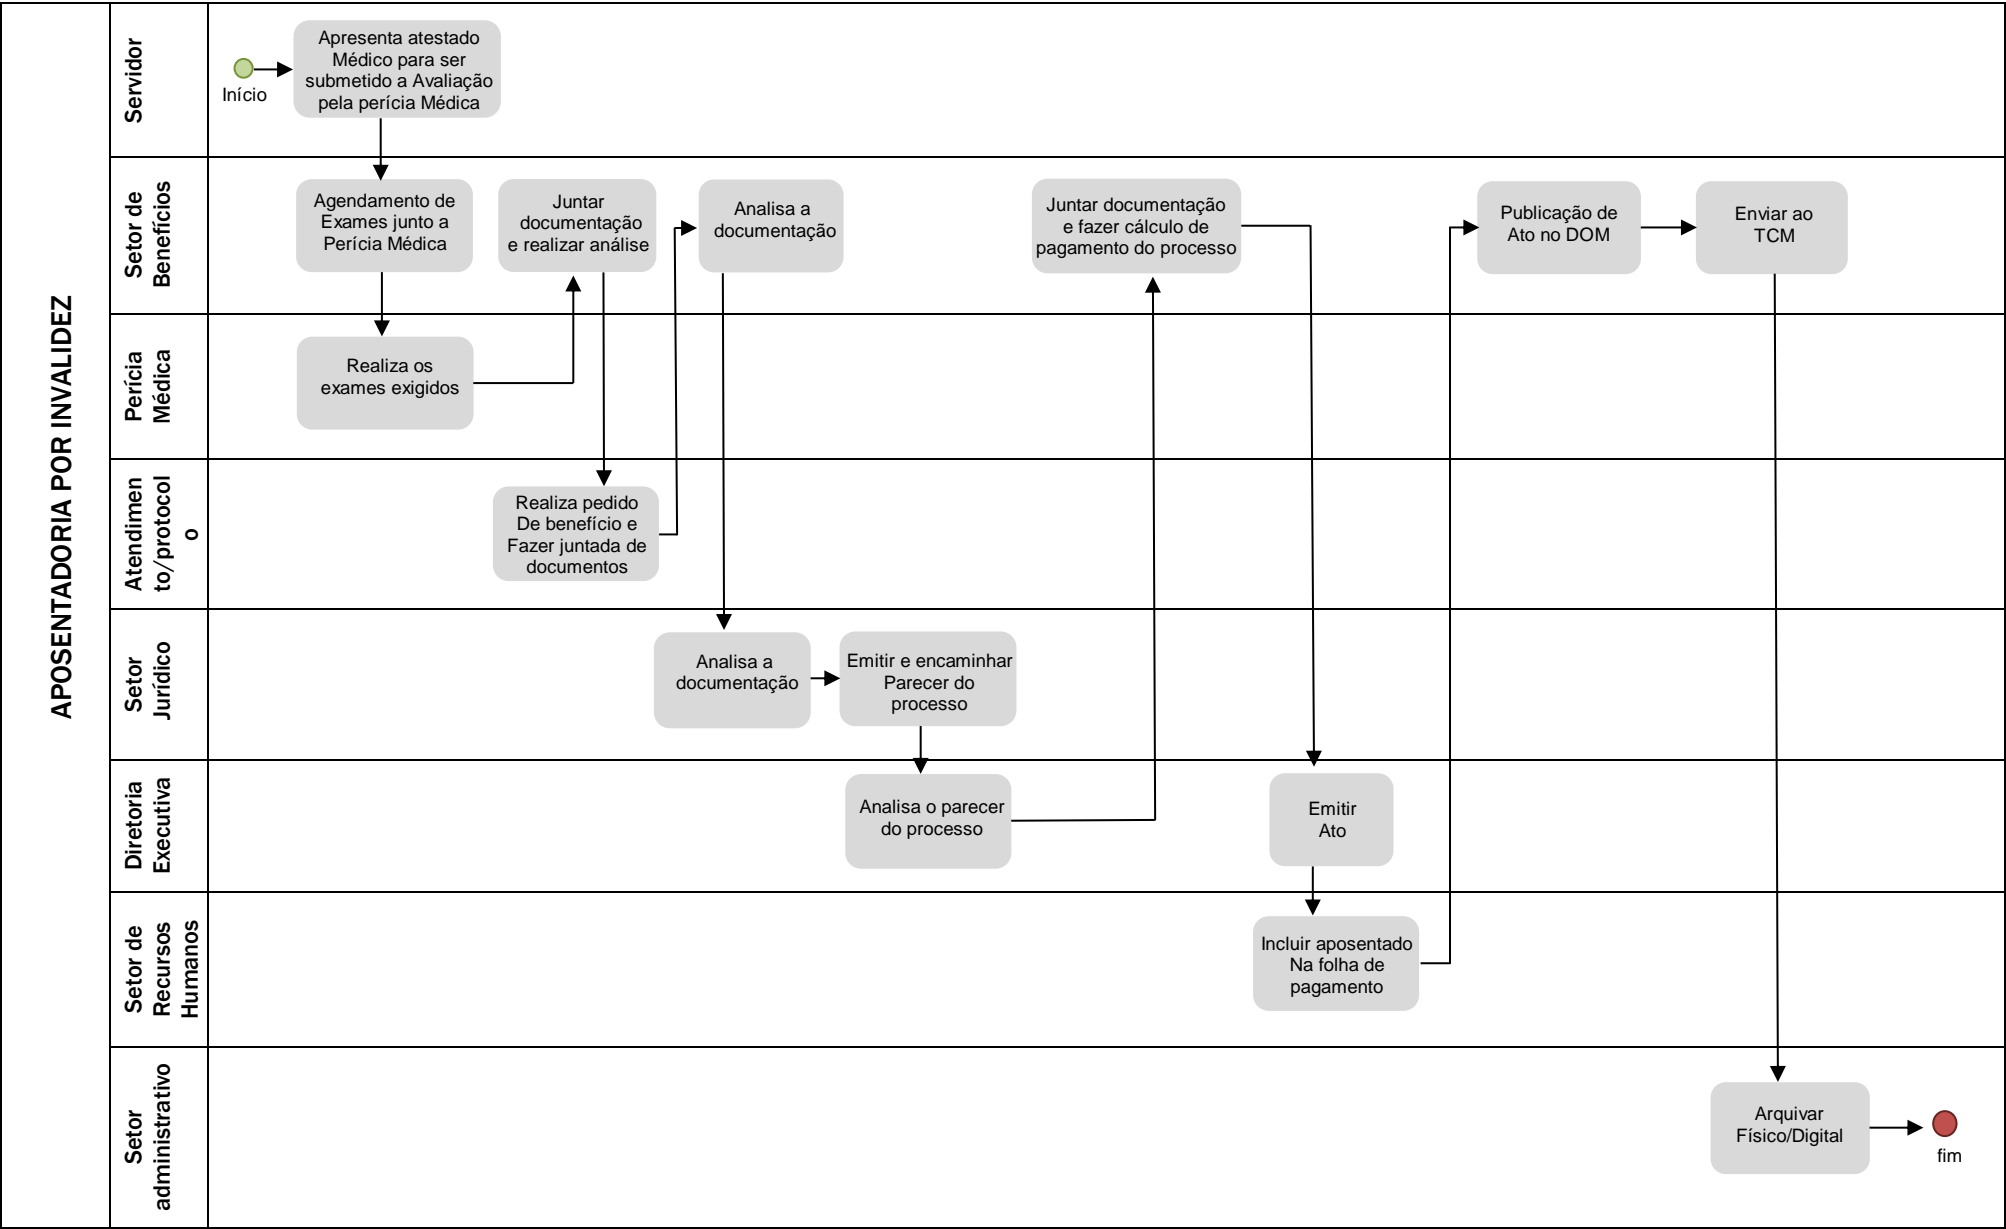 APOSENTADORIA POR INVALIDEZ
Servidor
Início
Apresenta atestado
Médico para ser
submetido a Avaliação
pela perícia Médica
Setor de
Benefícios
Agendamento de
Exames junto a
Perícia Médica
Juntar
documentação
e realizar análise
Analisa a
documentação
Juntar documentação
e fazer cálculo de
pagamento do processo
Publicação de
Ato no DOM
Enviar ao
TCM
Perícia
Médica
Realiza os
exames exigidos
Atendimen
to/protocol
o
Realiza pedido
De benefício e
Fazer juntada de
documentos
Setor
Jurídico
Analisa a
documentação
Emitir e encaminhar
Parecer do
processo
Diretoria
Executiva
Analisa o parecer
do processo
Emitir
Ato
Setor de
Recursos
Humanos
Incluir aposentado
Na folha de
pagamento
Setor
administrativo
Arquivar
Físico/Digital
fim